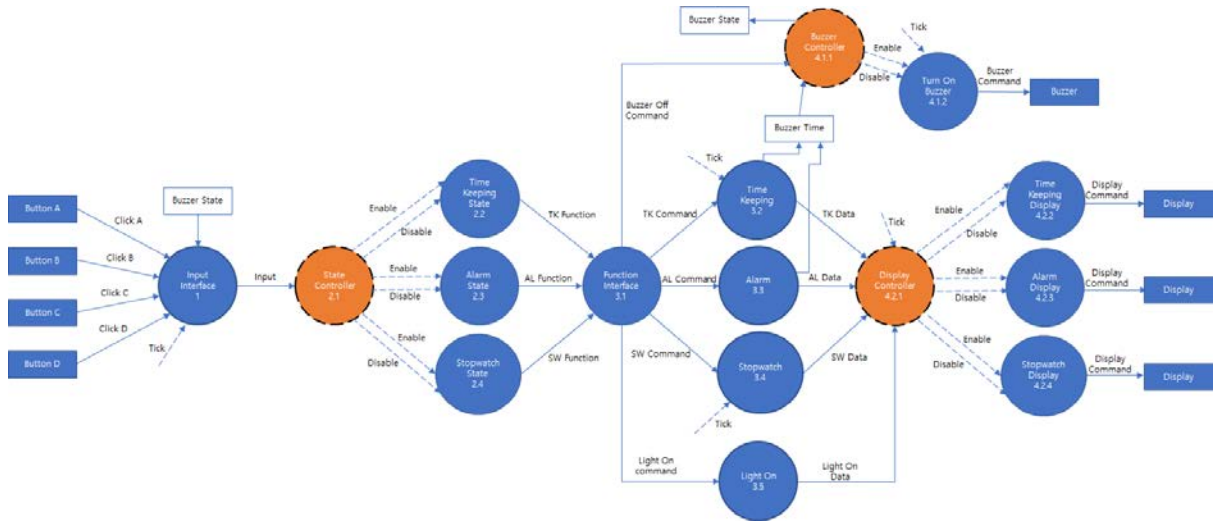 Buzzer State
Buzzer
Controller
4.1.1
Tick
Enable
Disable
Turn On
Buzzer
4.1.2
Buzzer
Command
Buzzer
Buzzer Off
Command
Buzzer Time
Button A
Button B
Button C
Button D
Click A
Click B
Click C
Click D
Tick
Buzzer State
Input
Interface
1
Input
State
Controller
2.1
Enable
Disable
Enable
Disable
Enable
Disable
Time
Keeping
State
2.2
Alarm
State
2.3
Stopwatch
State
2.4
TK Function
AL Function
SW Function
Function
Interface
3.1
TK Command
AL Command
SW Command
Light On
command
Tick
Time
Keeping
3.2
Alarm
3.3
Stopwatch
3.4
Tick
Light On
3.5
TK Data
AL Data
SW Data
Light On
Data
Tick
Display
Controller
4.2.1
Enable
Disable
Enable
Disable
Enable
Disable
Time
Keeping
Display
4.2.2
Alarm
Display
4.2.3
Stopwatch
Display
4.2.4
Display
Command
Display
Display
Command
Display
Display
Command
Display